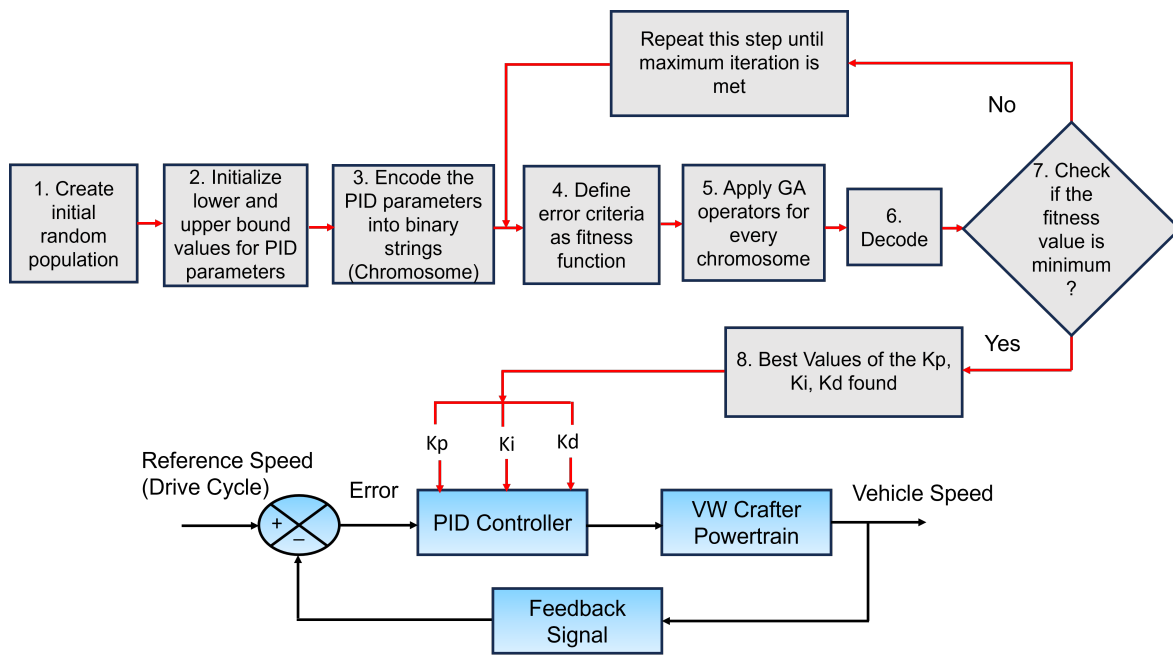 Repeat this step until
maximum iteration is
met
No
1. Create
initial
random
population
2. Initialize
lower and
upper bound
values for PID
parameters
3. Encode the
PID parameters
into binary
strings
(Chromosome)
4. Define
error criteria
as fitness
function
5. Apply GA
operators for
every
chromosome
6.
Decode
7. Check
if the
fitness
value is
minimum
?
Yes
8. Best Values of the Kp,
Ki, Kd found
Kp
Ki
Kd
Reference Speed
(Drive Cycle)
+
−
Error
PID Controller
VW Crafter
Powertrain
Vehicle Speed
Feedback
Signal